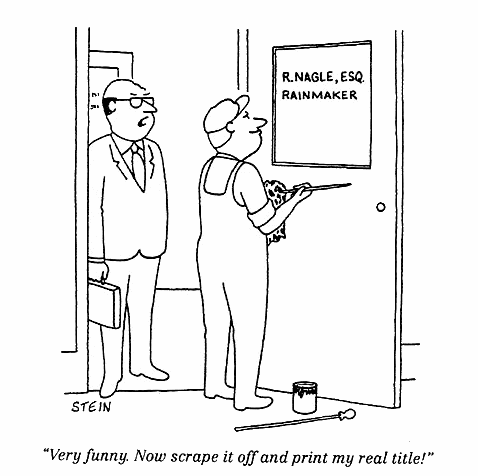 R. NAGLE, ESQ.
RAINMAKER
STEIN
“Very funny. Now scrape it off and print my real title!”